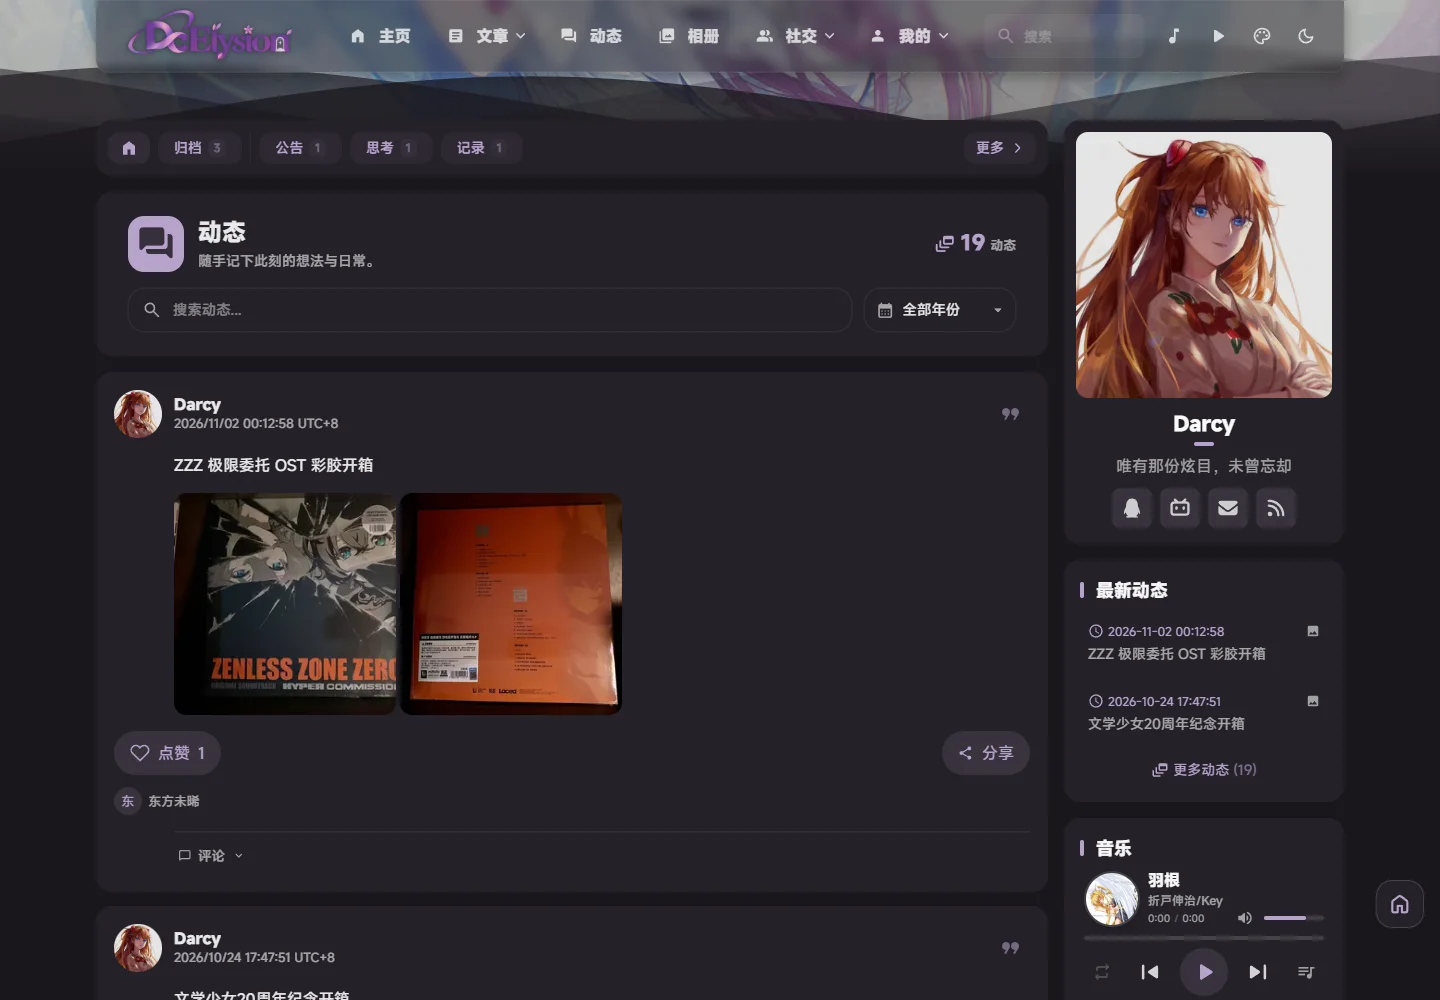 DcElysion
主页
文章
动态
相册
社交
我的
搜索
归档 3
公告 1
思考 1
记录 1
更多
动态
随手记下此刻的想法与日常。
19 动态
搜索动态...
全部年份
Darcy
2026/11/02 00:12:58 UTC+8
ZZZ 极限委托 OST 彩胶开箱
ZENLESS ZONE ZERO
ORIGINAL SOUNDTRACK HYPER COMMISSION
点赞 1
分享
东 东方未晞
评论
Darcy
2026/10/24 17:47:51 UTC+8
文学少女20周年纪念开箱
Darcy
唯有那份炫目，未曾忘却
最新动态
2026-11-02 00:12:58
ZZZ 极限委托 OST 彩胶开箱
2026-10-24 17:47:51
文学少女20周年纪念开箱
更多动态 (19)
音乐
羽根
折戸伸治/Key
0:00 / 0:00